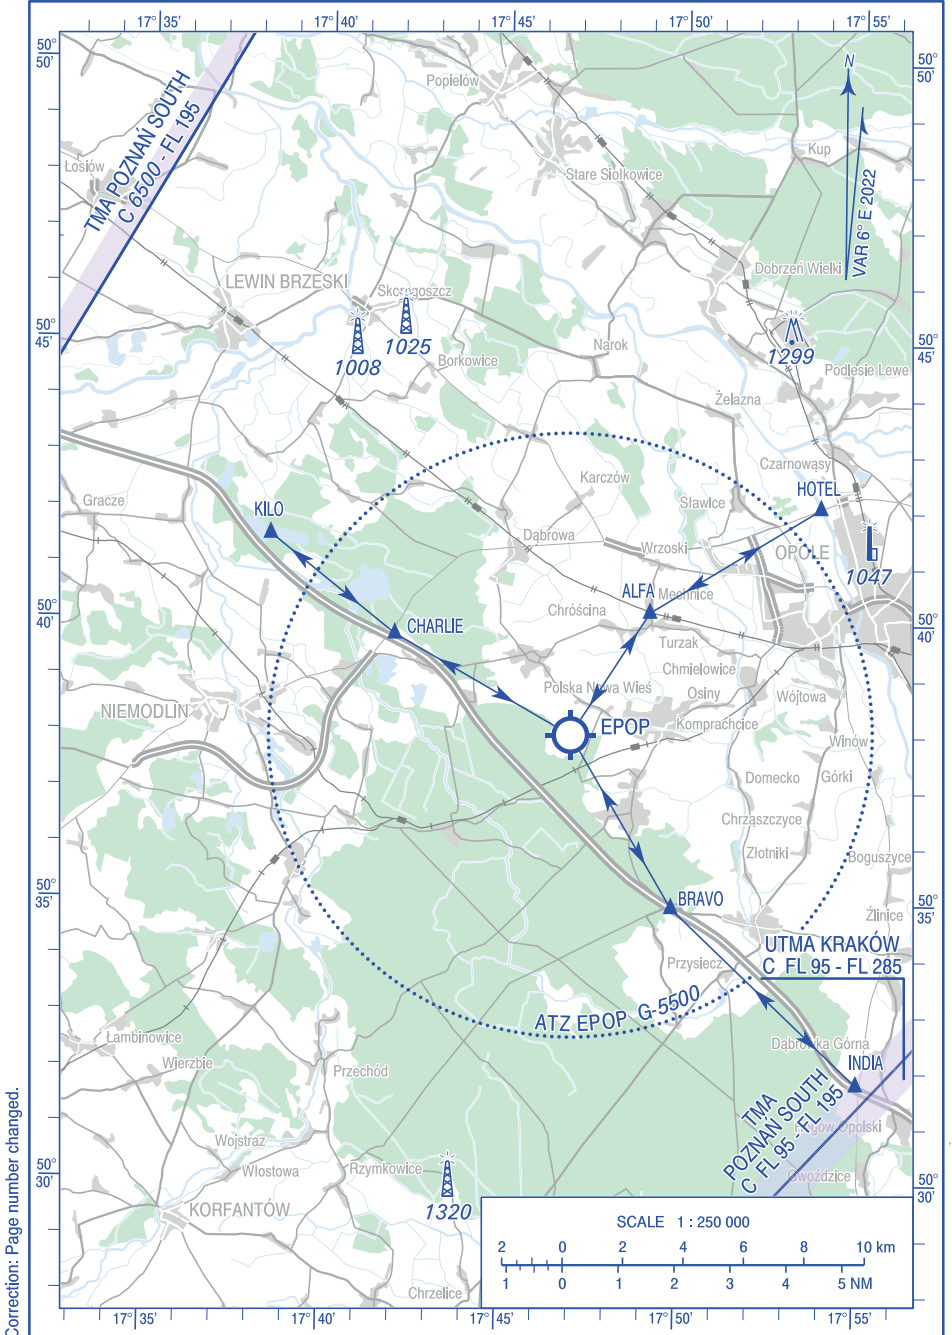 17° 35' 17° 40' 17° 45' 17° 50' 17° 55'
50°
50'
50°
50'
N
VAR 6° E 2022
TMA POZNAŃ SOUTH
C 6500 - FL 195
Popielów
Kup
Łosiów
Stare Siołkowice
Dobrzeń Wielki
LEWIN BRZESKI
Skorogoszcz
1025
1008
Borkowice
Narok
1299
50°
45'
50°
45'
Podlesie Lewe
Żelazna
Czarnowąsy
Karczów
HOTEL
Gracze
KILO
Sławice
Dąbrowa
Wrzoski
OPOLE
1047
50°
40'
50°
40'
ALFA
Mechnice
Chróścina
CHARLIE
Turzak
Chmielowice
Polska Nowa Wieś
Osiny
Wójtowa
NIEMODLIN
EPOP
Komprachcice
Winów
Domecko
Górki
Chrząszczyce
Złotniki
Boguszyce
50°
35'
50°
35'
BRAVO
Źlinice
UTMA KRAKÓW
C FL 95 - FL 285
Przysiecz
ATZ EPOP G-5500
Łambinowice
Dąbrówka Górna
Wierzbie
Przechód
INDIA
TMA
POZNAŃ SOUTH
C FL 95 - FL 195
Rogów Opolski
Gwoździce
Wojstraz
Włostowa
Rzymkowice
50°
30'
50°
30'
KORFANTÓW
1320
Chrzelice
SCALE 1 : 250 000
2 0 2 4 6 8 10 km
1 0 1 2 3 4 5 NM
17° 35' 17° 40' 17° 45' 17° 50' 17° 55'
Correction: Page number changed.